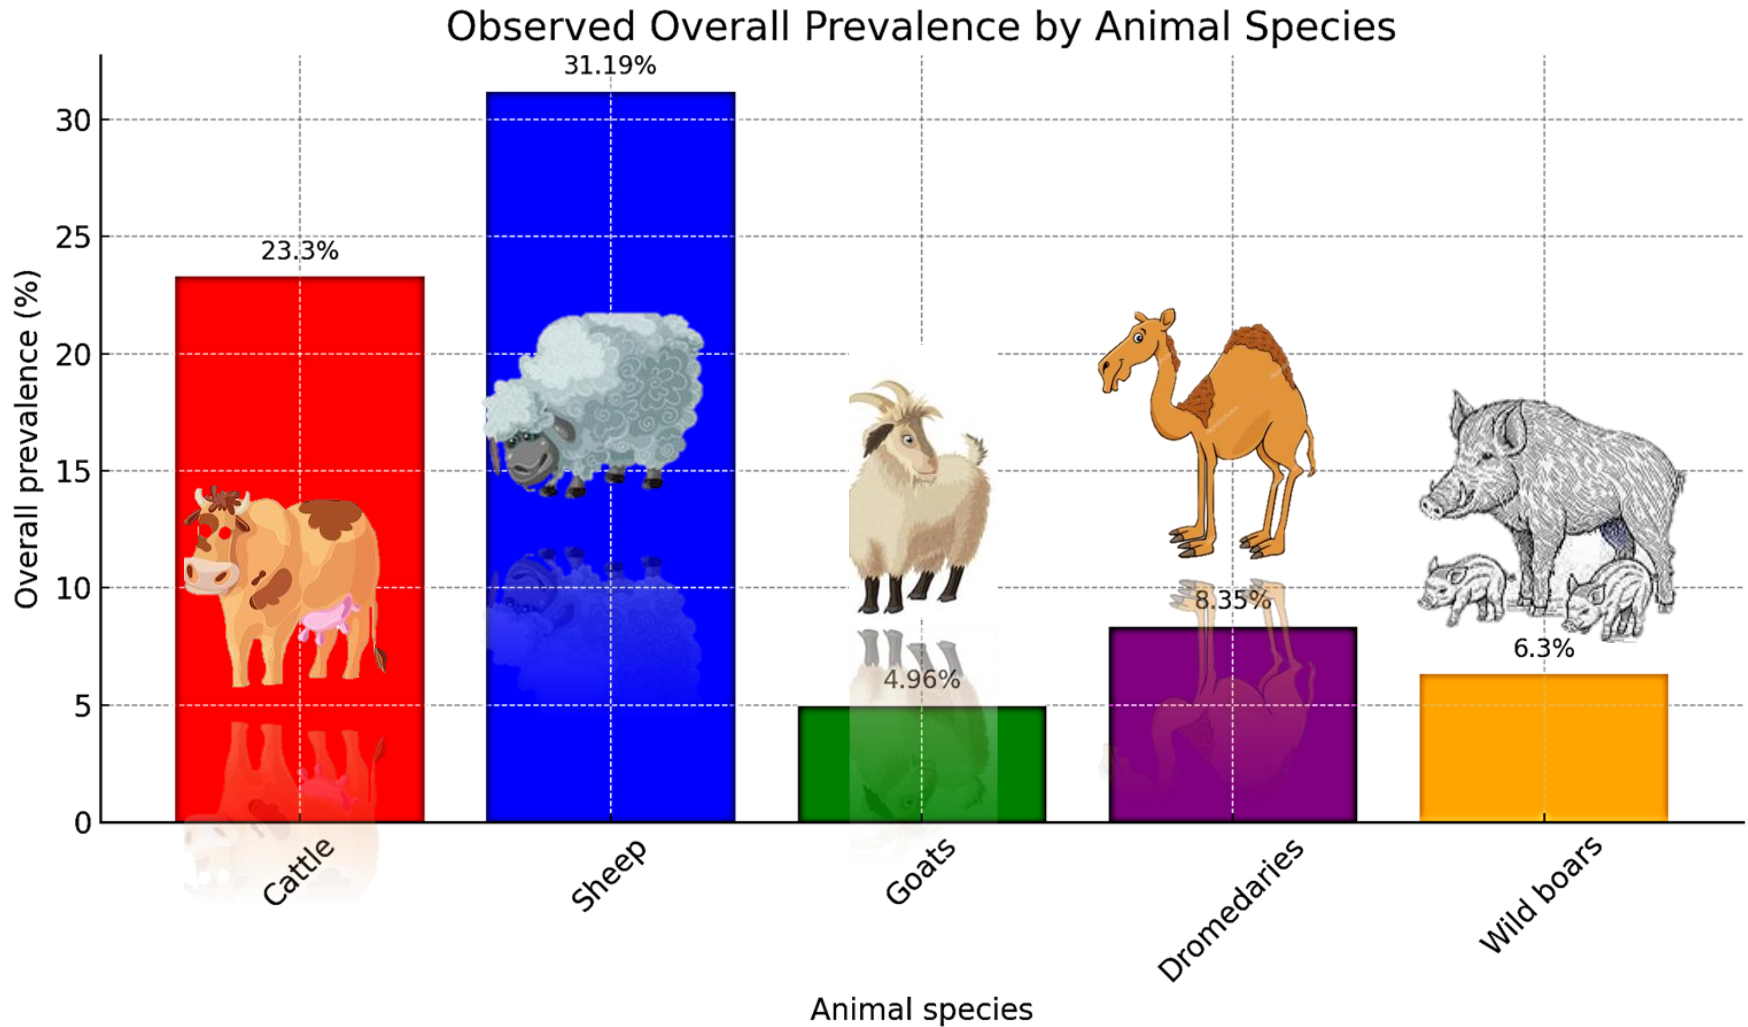 Observed Overall Prevalence by Animal Species
31.19%
23.3%
8.35%
6.3%
4.96%
Overall prevalence (%)
30
25
20
15
10
5
0
Cattle
Sheep
Goats
Dromedaries
Wild boars
Animal species